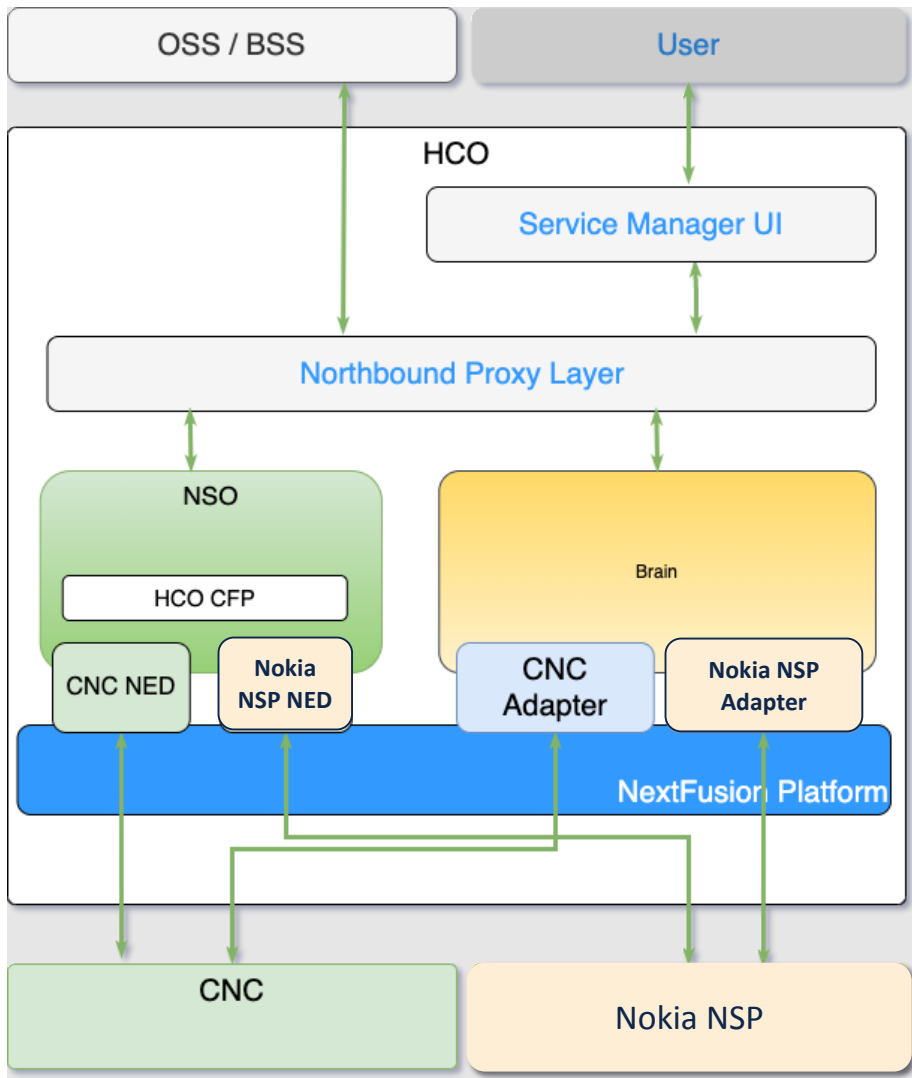 OSS / BSS
User
HCO
Service Manager UI
Northbound Proxy Layer
NSO
HCO CFP
Brain
CNC NED
Nokia
NSP NED
CNC
Adapter
Nokia NSP
Adapter
NextFusion Platform
CNC
Nokia NSP